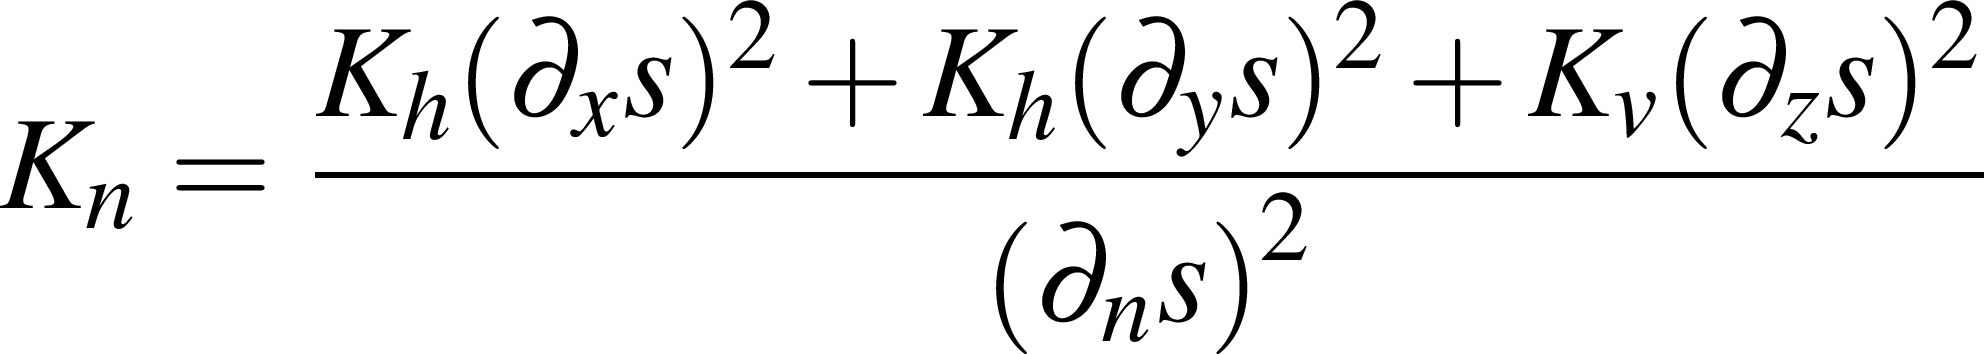 K_n = \frac{K_h(\partial_x s)^2 + K_h(\partial_y s)^2 + K_v(\partial_z s)^2}{(\partial_n s)^2}